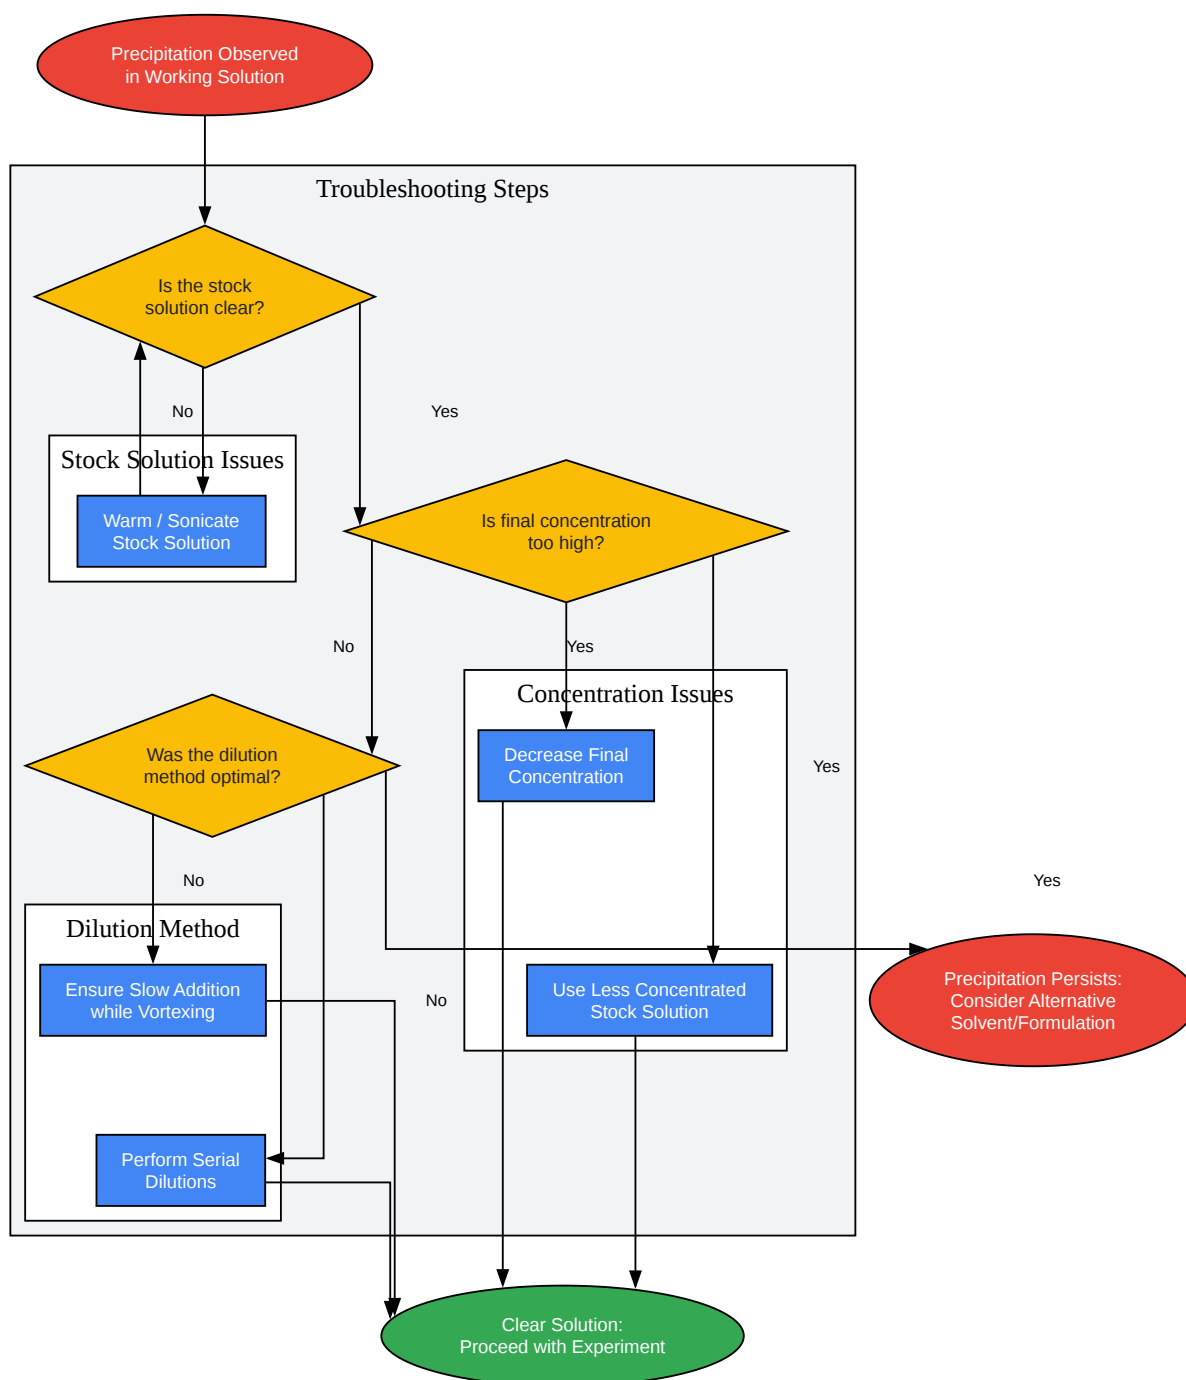 Precipitation Observed
in Working Solution
Troubleshooting Steps
Is the stock
solution clear?
No
Yes
Stock Solution Issues
Warm / Sonicate
Stock Solution
Is final concentration
too high?
No
Yes
Concentration Issues
Was the dilution
method optimal?
Decrease Final
Concentration
Yes
No
Yes
Dilution Method
Ensure Slow Addition
while Vortexing
No
Use Less Concentrated
Stock Solution
Precipitation Persists:
Consider Alternative
Solvent/Formulation
Perform Serial
Dilutions
Clear Solution:
Proceed with Experiment